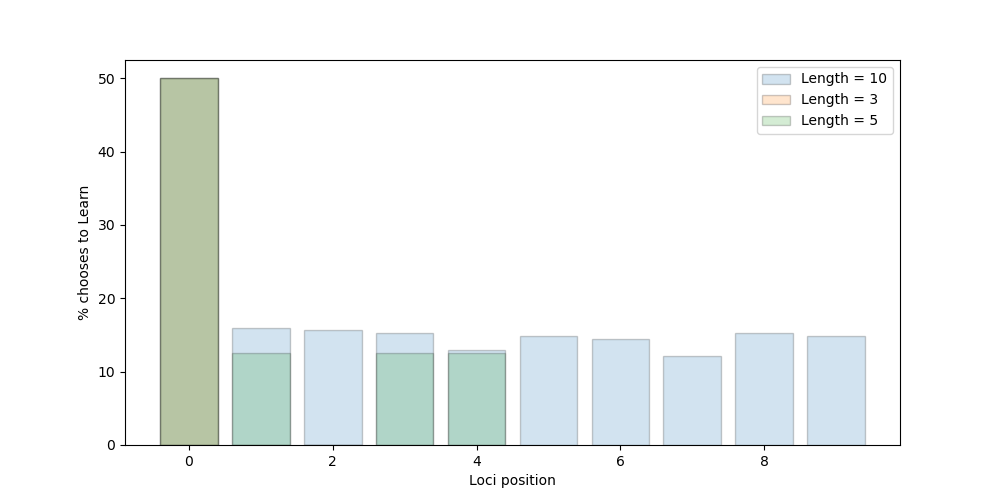 50
40
30
20
10
0
% chooses to Learn
Length = 10
Length = 3
Length = 5
0 2 4 6 8
Loci position